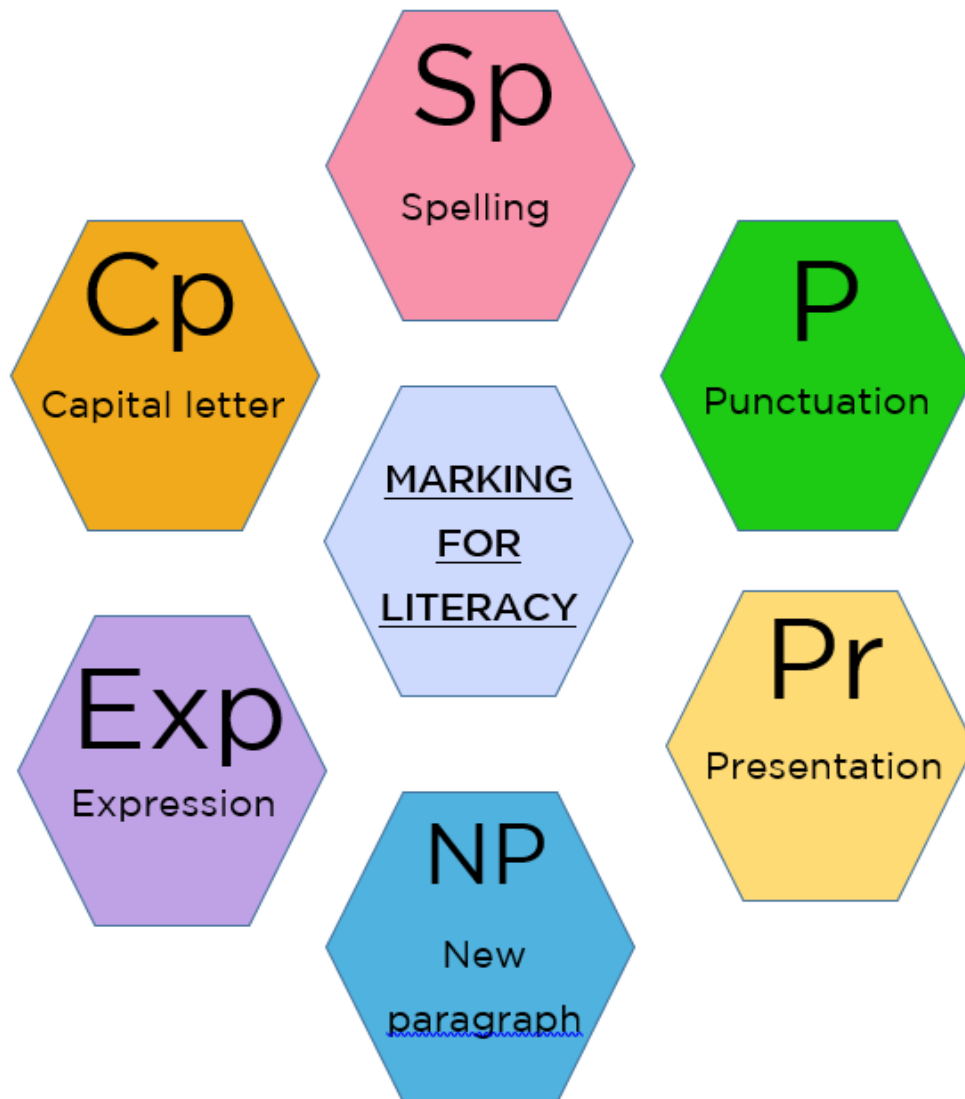 Sp
Spelling
Cp
Capital letter
P
Punctuation
MARKING
FOR
LITERACY
Exp
Expression
Pr
Presentation
NP
New
paragraph